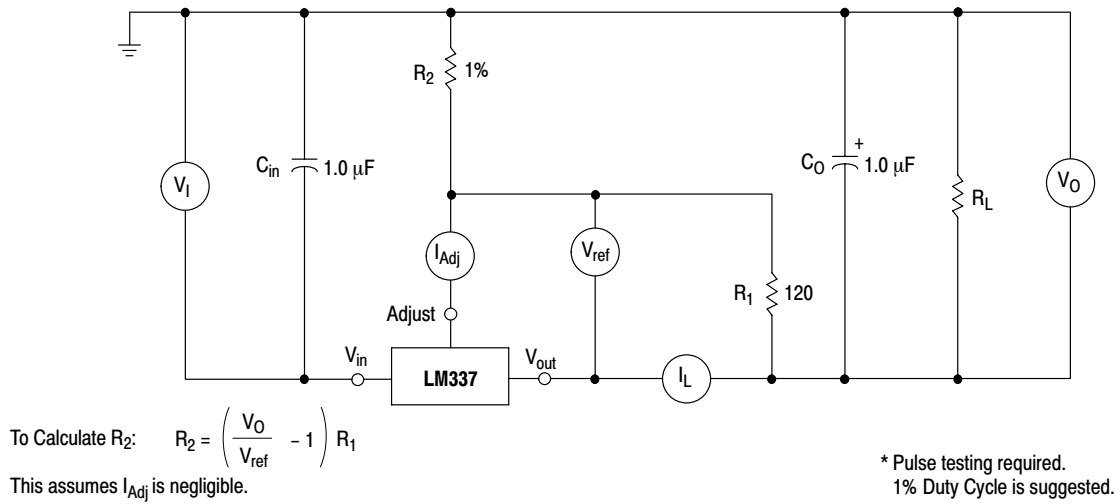 R2 1%
Cin 1.0 μF
CO + 1.0 μF
VI
RL
VO
IAdj
Vref
R1 120
Adjust
Vin
LM337
Vout
IL
To Calculate R2: R2 = (VO / Vref – 1) R1
This assumes IAdj is negligible.
* Pulse testing required.
1% Duty Cycle is suggested.